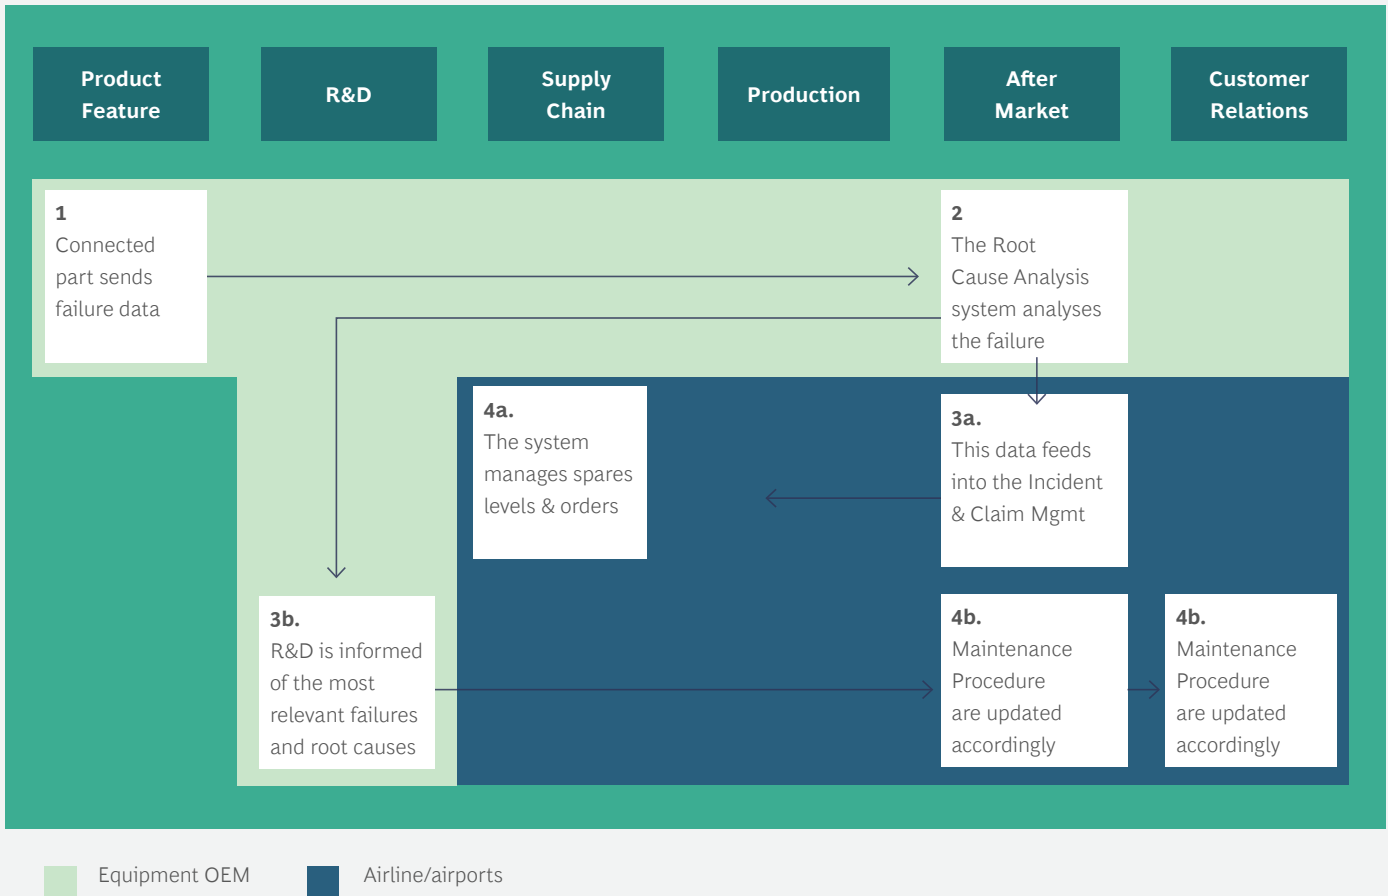 Product
Feature
R&D
Supply
Chain
Production
After
Market
Customer
Relations
1
Connected
part sends
failure data
2
The Root
Cause Analysis
system analyses
the failure
4a.
The system
manages spares
levels & orders
3a.
This data feeds
into the Incident
& Claim Mgmt
3b.
R&D is informed
of the most
relevant failures
and root causes
4b.
Maintenance
Procedure
are updated
accordingly
4b.
Maintenance
Procedure
are updated
accordingly
Equipment OEM
Airline/airports